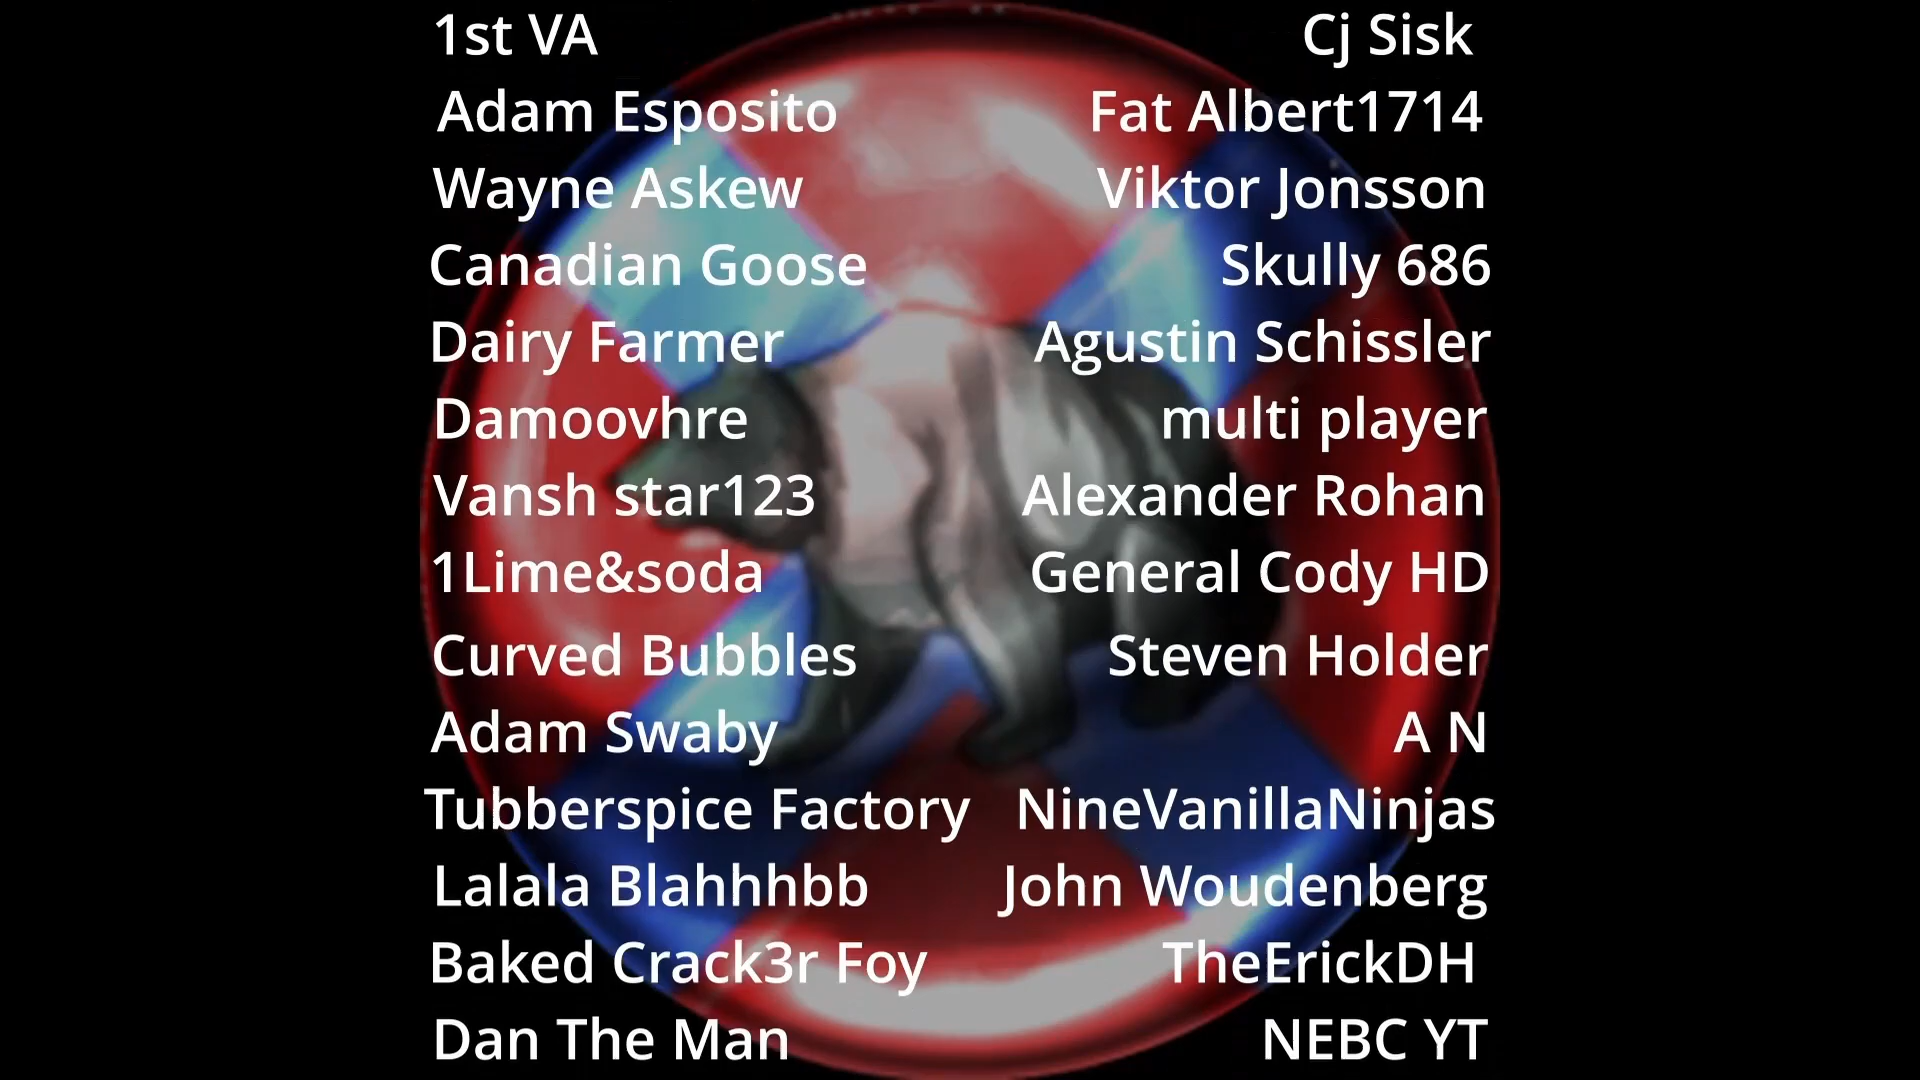 1st VA
Cj Sisk
Adam Esposito
Fat Albert1714
Wayne Askew
Viktor Jonsson
Canadian Goose
Skully 686
Dairy Farmer
Agustin Schissler
Damoovhre
multi player
Vansh star123
Alexander Rohan
1Lime&soda
General Cody HD
Curved Bubbles
Steven Holder
Adam Swaby
A N
Tubberspice Factory
NineVanillaNinjas
Lalala Blahhhbb
John Woudenberg
Baked Crack3r Foy
TheErickDH
Dan The Man
NEBC YT